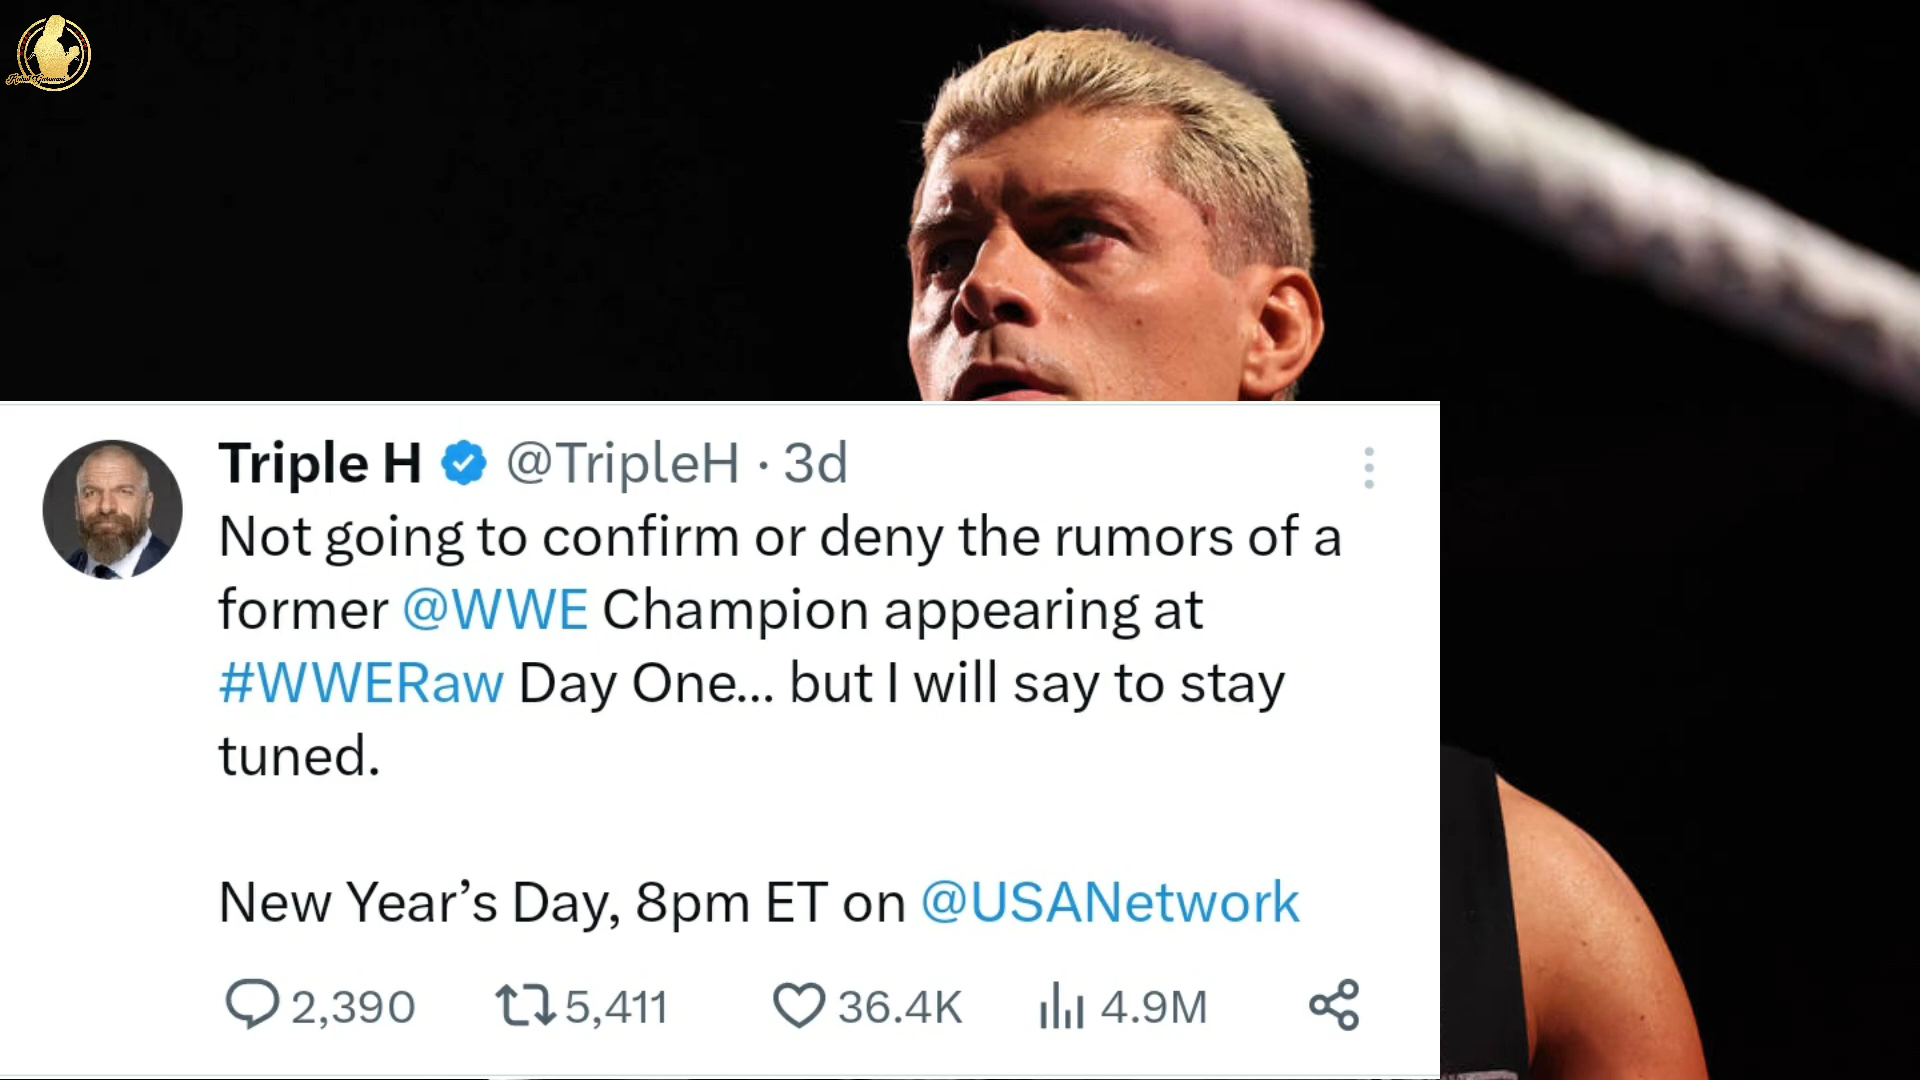 Triple H @TripleH · 3d
Not going to confirm or deny the rumors of a
former @WWE Champion appearing at
#WWERaw Day One... but I will say to stay
tuned.
New Year’s Day, 8pm ET on @USANetwork
2,390 5,411 36.4K 4.9M